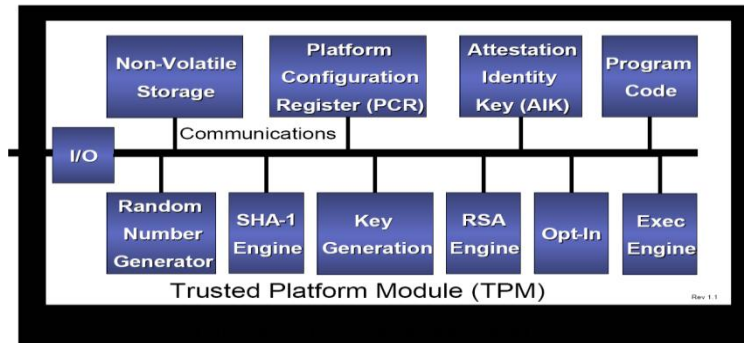 Non-Volatile
Storage
Platform
Configuration
Register (PCR)
Attestation
Identity
Key (AIK)
Program
Code
Communications
I/O
Random
Number
Generator
SHA-1
Engine
Key
Generation
RSA
Engine
Opt-In
Exec
Engine
Trusted Platform Module (TPM)
Rev 1.1